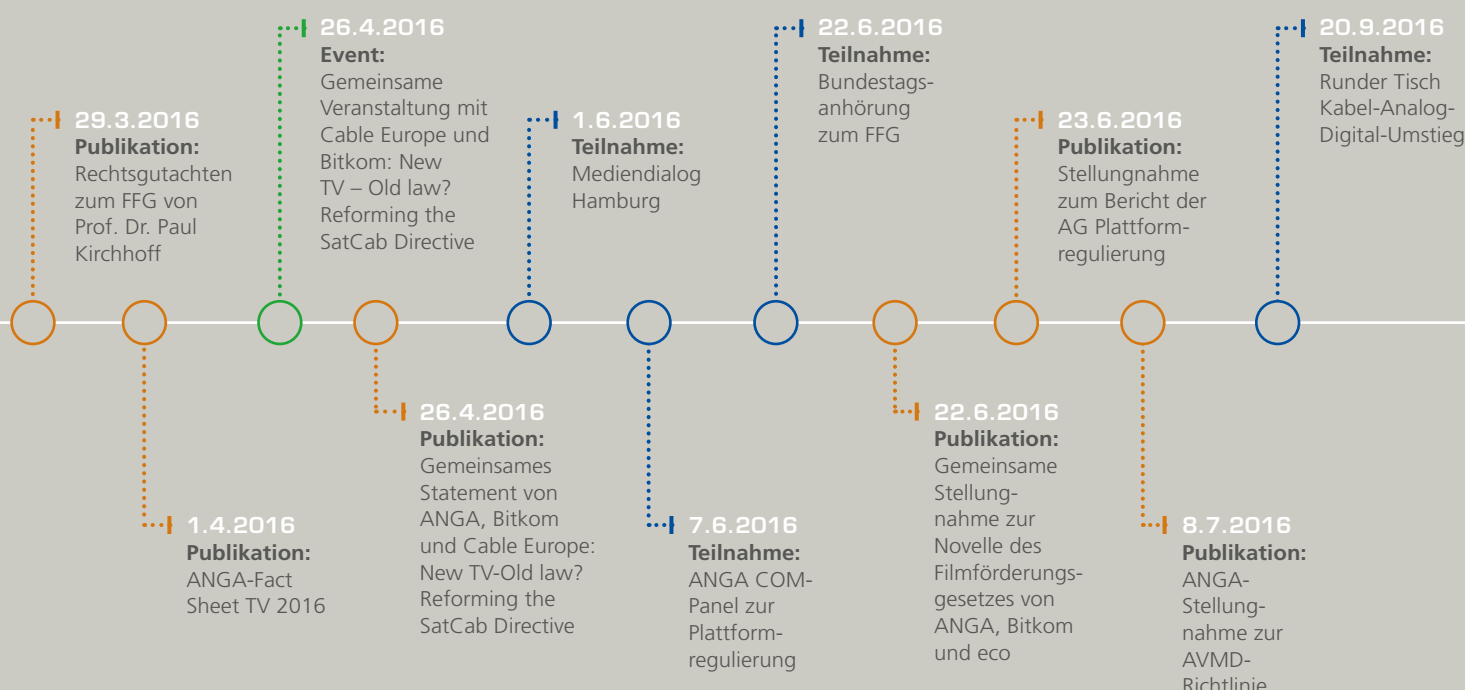 29.3.2016
Publikation:
Rechtsgutachten
zum FFG von
Prof. Dr. Paul
Kirchhoff
1.4.2016
Publikation:
ANGA-Fact
Sheet TV 2016
26.4.2016
Event:
Gemeinsame
Veranstaltung mit
Cable Europe und
Bitkom: New
TV – Old law?
Reforming the
SatCab Directive
26.4.2016
Publikation:
Gemeinsames
Statement von
ANGA, Bitkom
und Cable Europe:
New TV-Old law?
Reforming the
SatCab Directive
1.6.2016
Teilnahme:
Mediendialog
Hamburg
7.6.2016
Teilnahme:
ANGA COM-
Panel zur
Plattform-
regulierung
22.6.2016
Teilnahme:
Bundestags-
anhörung
zum FFG
22.6.2016
Publikation:
Gemeinsame
Stellung-
nahme zur
Novelle des
Filmförderungs-
gesetzes von
ANGA, Bitkom
und eco
23.6.2016
Publikation:
Stellungnahme
zum Bericht der
AG Plattform-
regulierung
8.7.2016
Publikation:
ANGA-
Stellung-
nahme zur
AVMD-
Richtlinie
20.9.2016
Teilnahme:
Runder Tisch
Kabel-Analog-
Digital-Umstieg